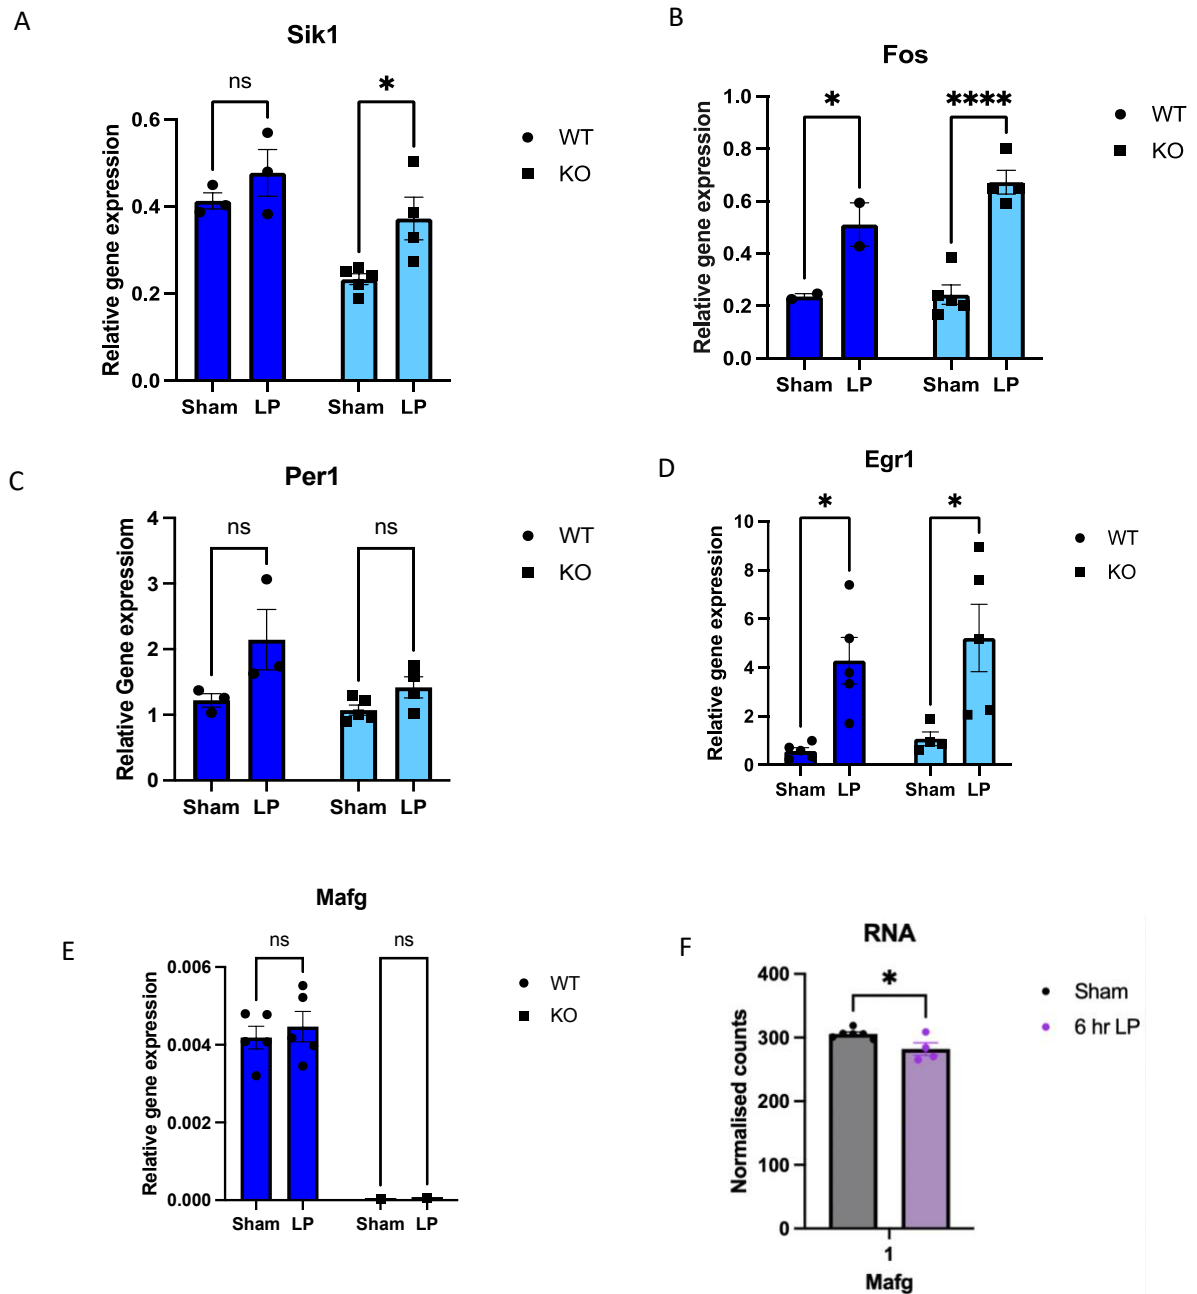 A
Sik1
ns
*
Relative gene expression
0.6
0.4
0.2
0.0
Sham LP
Sham LP
WT
KO
B
Fos
*
****
Relative gene expression
1.0
0.8
0.6
0.4
0.2
0.0
Sham LP
Sham LP
WT
KO
C
Per1
ns
ns
Relative Gene expressiom
4
3
2
1
0
Sham LP
Sham LP
WT
KO
D
Egr1
*
*
Relative gene expression
10
8
6
4
2
0
Sham LP
Sham LP
WT
KO
E
Mafg
ns
ns
Relative gene expression
0.006
0.004
0.002
0.000
Sham LP
Sham LP
WT
KO
F
RNA
*
Normalised counts
400
300
200
100
0
1
Mafg
Sham
6 hr LP